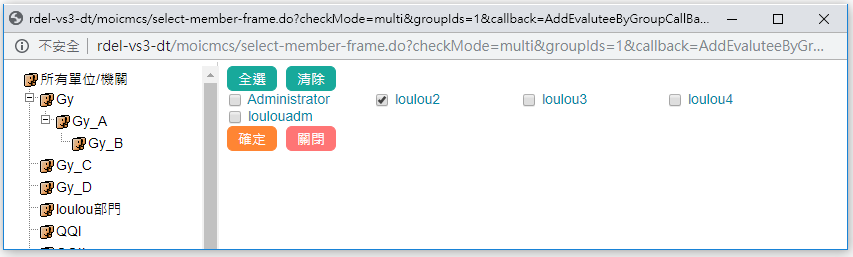 rdel-vs3-dt/moicmcs/select-member-frame.do?checkMode=multi&groupIds=1&callback=AddEvaluteeByGroupCallBa...
不安全 | rdel-vs3-dt/moicmcs/select-member-frame.do?checkMode=multi&groupIds=1&callback=AddEvaluteeByGr...
所有單位/機關
Gy
Gy_A
Gy_B
Gy_C
Gy_D
loulou部門
QQI
全選 清除
Administrator loulou2 loulou3 loulou4
loulouadm
確定 關閉